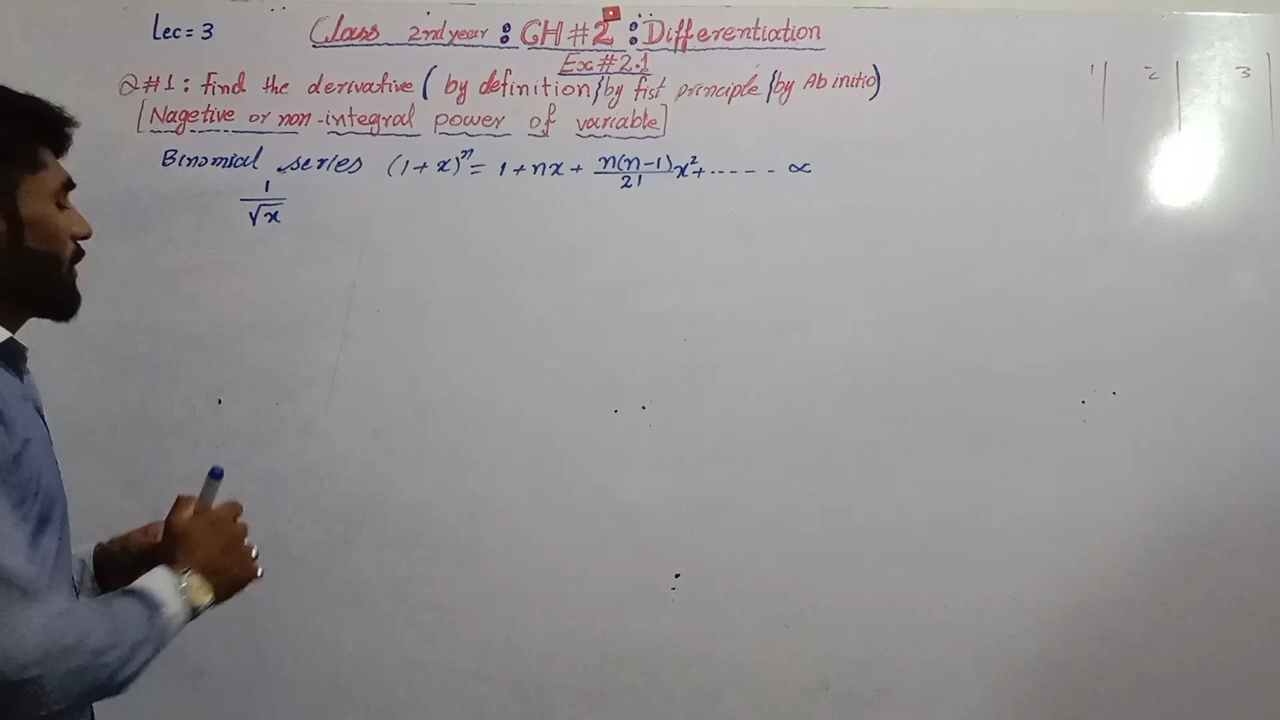 Lec = 3
Class 2nd year : CH # 2 : Differentiation
Ex # 2.1
Q # 1 : Find the derivative ( by definition / by fist principle / by Ab initio)
[Nagetive or non-integral power of variable]
Binomial series (1 + x)^n = 1 + nx + n(n-1)/2! x² + ----- ∝
1/√x
1 | 2 | 3 |